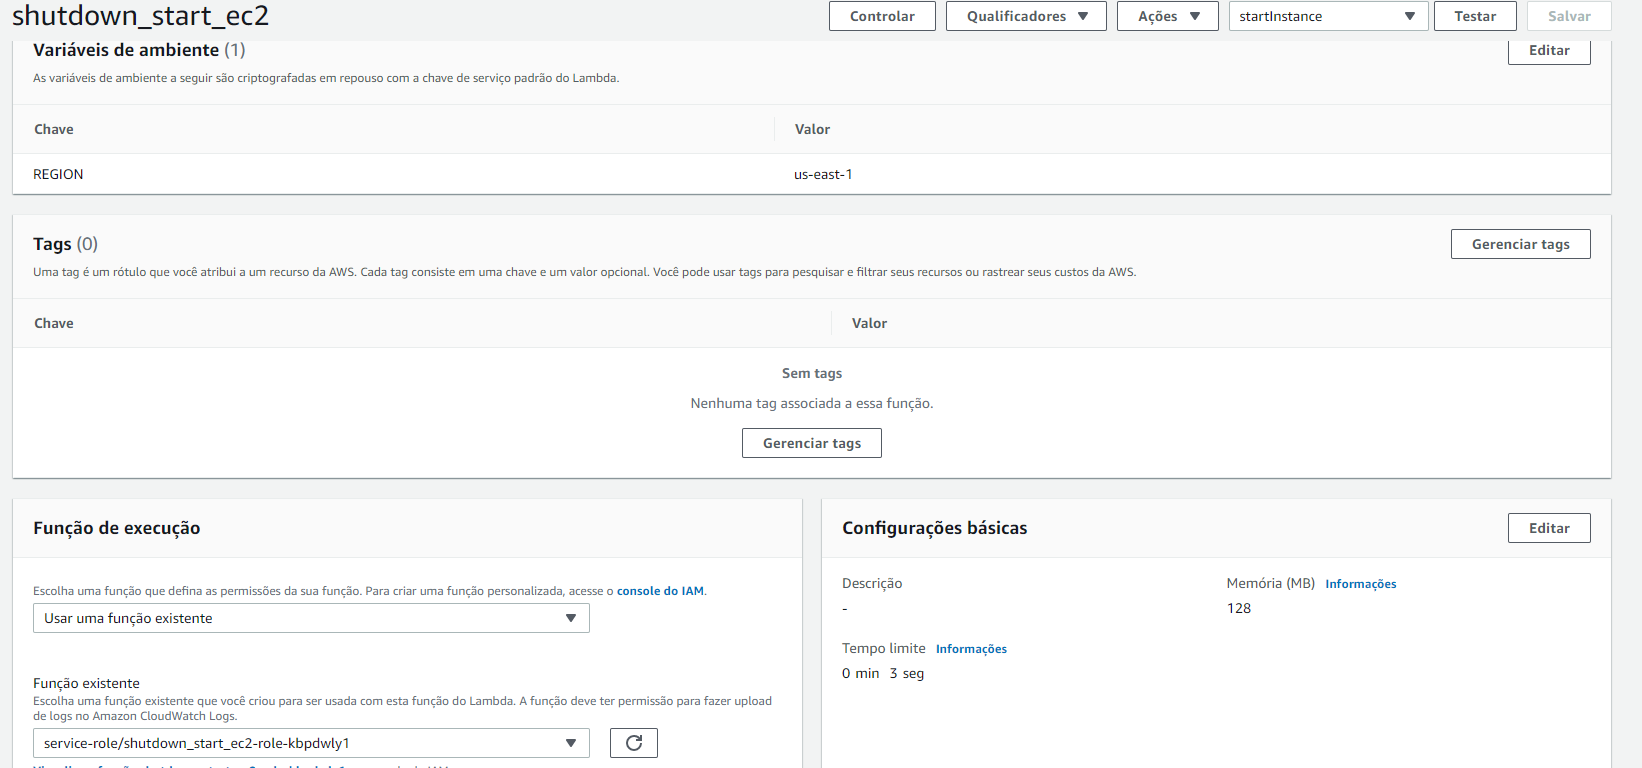 shutdown_start_ec2
Controlar
Qualificadores
Ações
startInstance
Testar
Salvar
Variáveis de ambiente (1)
Editar
As variáveis de ambiente a seguir são criptografadas em repouso com a chave de serviço padrão do Lambda.
Chave
Valor
REGION
us-east-1
Tags (0)
Gerenciar tags
Uma tag é um rótulo que você atribui a um recurso da AWS. Cada tag consiste em uma chave e um valor opcional. Você pode usar tags para pesquisar e filtrar seus recursos ou rastrear seus custos da AWS.
Chave
Valor
Sem tags
Nenhuma tag associada a essa função.
Gerenciar tags
Função de execução
Escolha uma função que defina as permissões da sua função. Para criar uma função personalizada, acesse o console do IAM.
Usar uma função existente
Função existente
Escolha uma função existente que você criou para ser usada com esta função do Lambda. A função deve ter permissão para fazer upload
de logs no Amazon CloudWatch Logs.
service-role/shutdown_start_ec2-role-kbpdwly1
Configurações básicas
Editar
Descrição
-
Memória (MB) Informações
128
Tempo limite Informações
0 min 3 seg